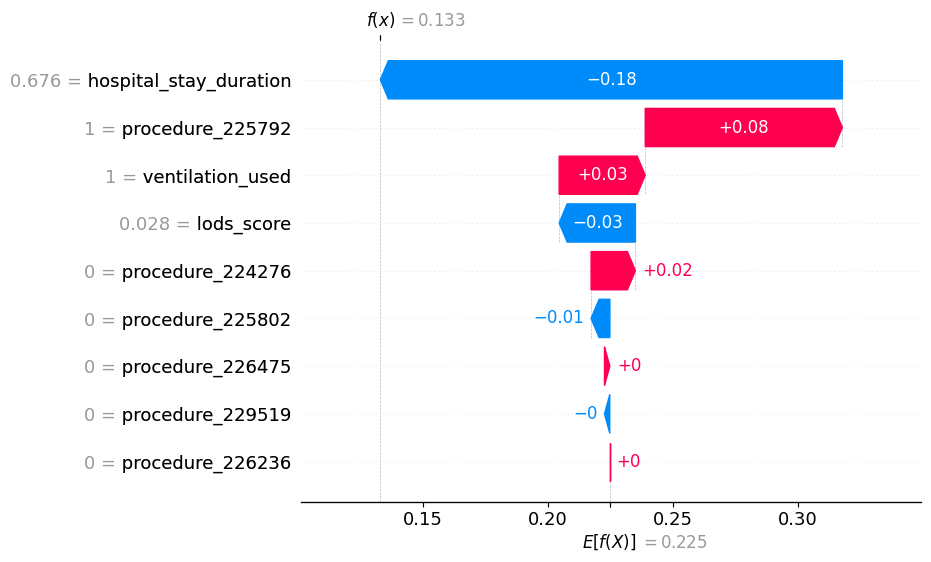 f(x) = 0.133
0.676 = hospital_stay_duration
−0.18
1 = procedure_225792
+0.08
1 = ventilation_used
+0.03
0.028 = lods_score
−0.03
0 = procedure_224276
+0.02
0 = procedure_225802
−0.01
0 = procedure_226475
+0
0 = procedure_229519
−0
0 = procedure_226236
+0
0.15 0.20 0.25 0.30
E[f(X)] = 0.225